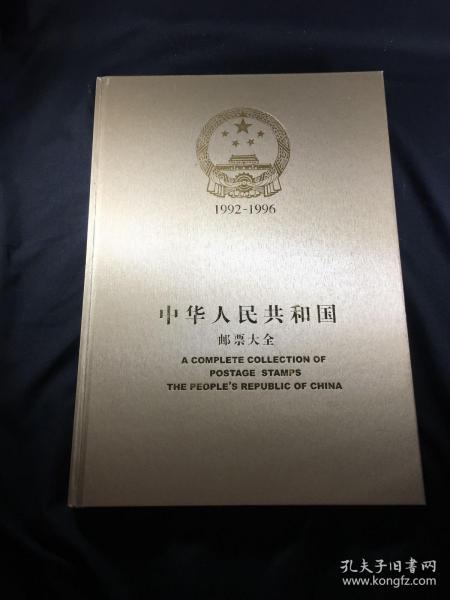 1992-1996
中华人民共和国
邮票大全
A COMPLETE COLLECTION OF
POSTAGE STAMPS
THE PEOPLE'S REPUBLIC OF CHINA
孔夫子旧书网
www.kongfz.com